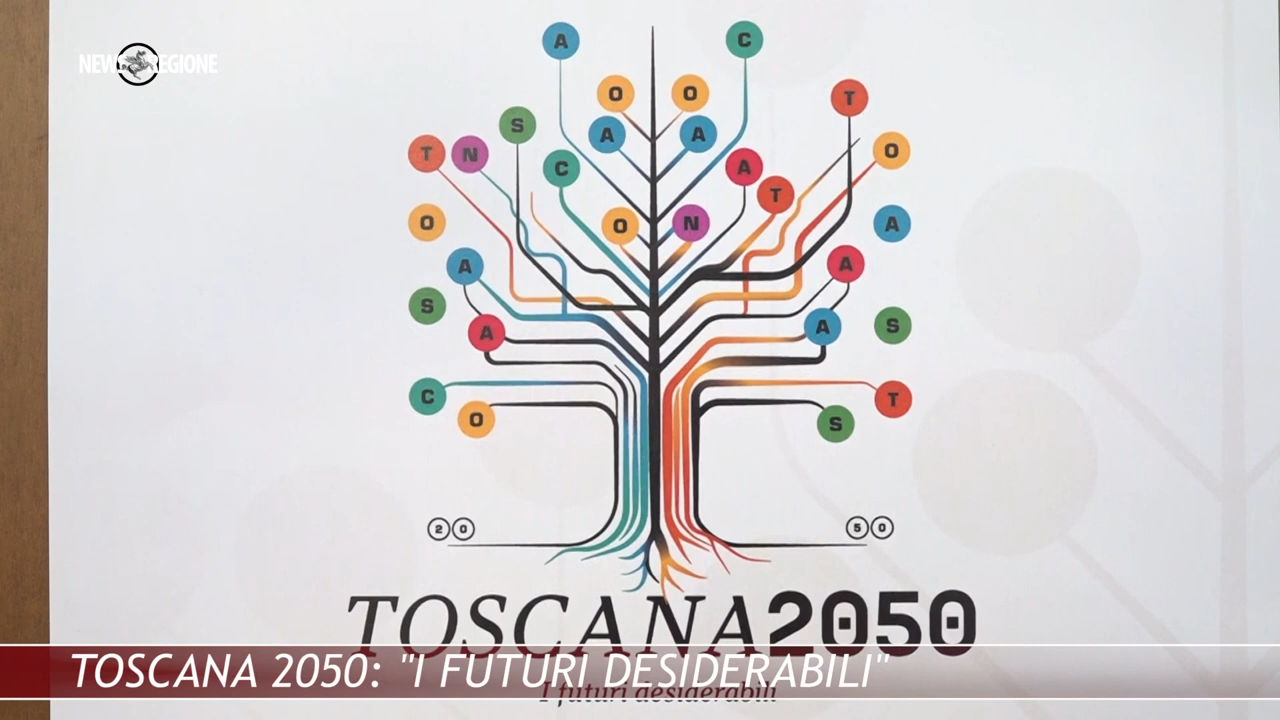 NEWS REGIONE
A C
O O
T
S A A
T N C A O
T
O O N A
A A
S A A S
C T
O S
20 50
TOSCANA2050
TOSCANA 2050: "I FUTURI DESIDERABILI"
I futuri desiderabili